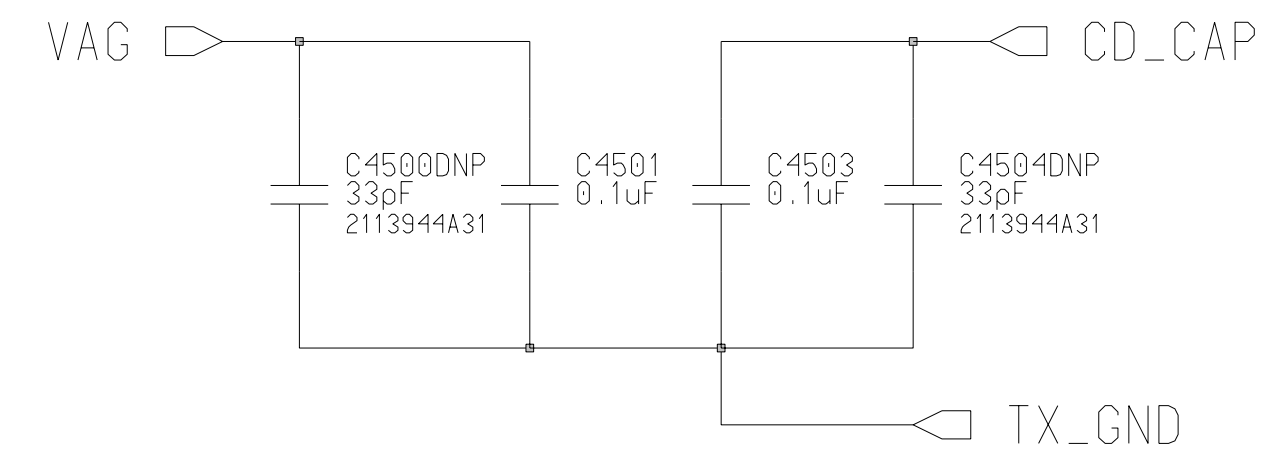 VAG
CD_CAP
C4500DNP
33pF
2113944A31
C4501
0.1uF
C4503
0.1uF
C4504DNP
33pF
2113944A31
TX_GND